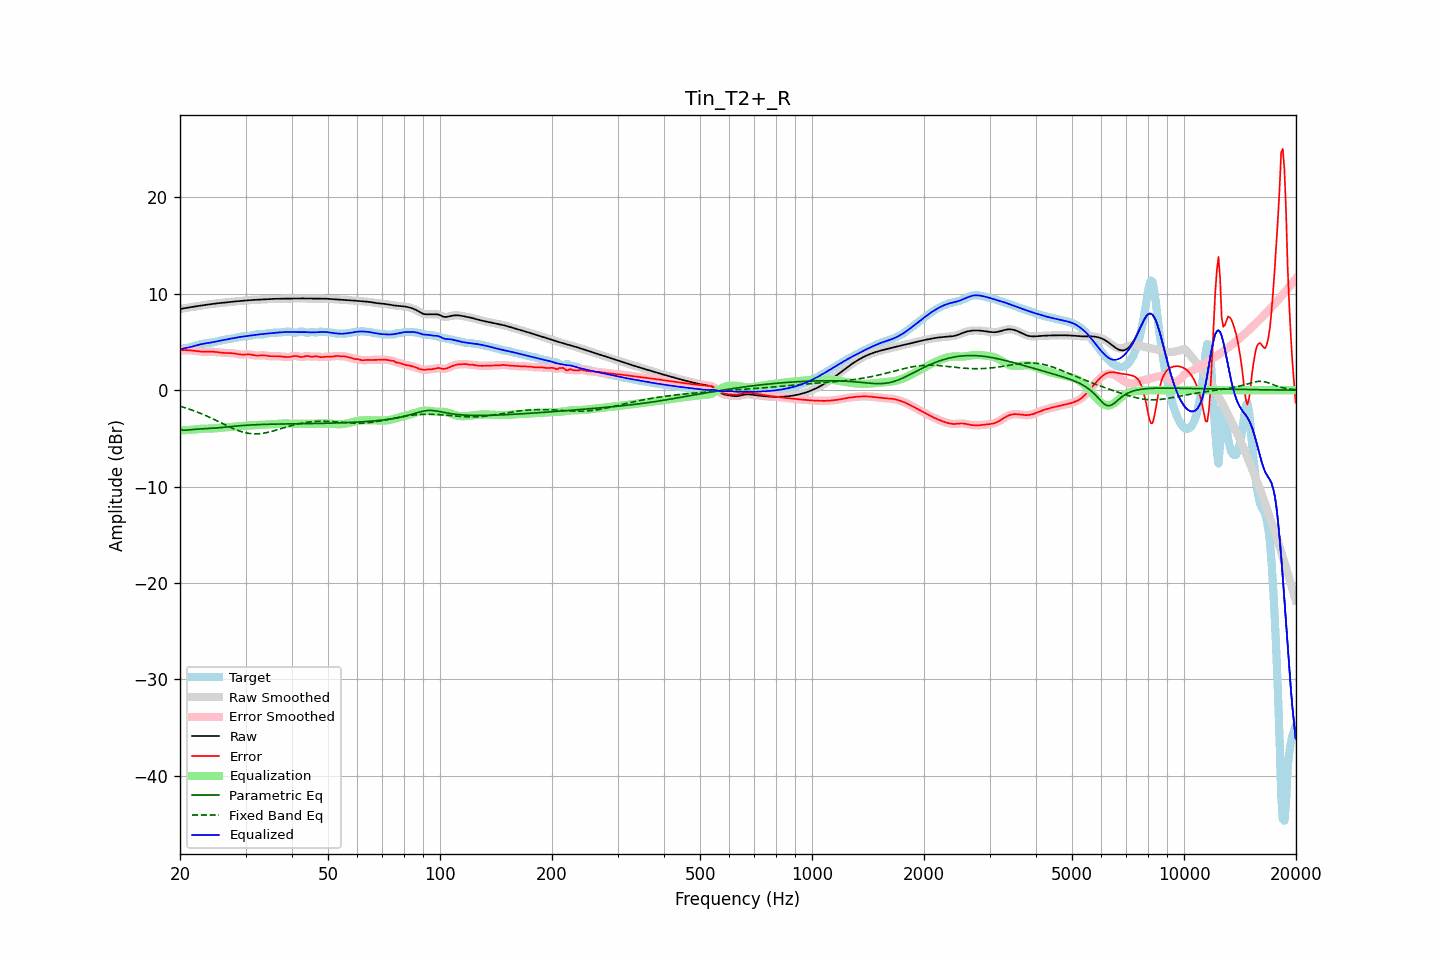 Tin_T2+_R
Amplitude (dBr)
20
10
0
−10
−20
−30
−40
Target
Raw Smoothed
Error Smoothed
Raw
Error
Equalization
Parametric Eq
Fixed Band Eq
Equalized
20 50 100 200 500 1000 2000 5000 10000 20000
Frequency (Hz)